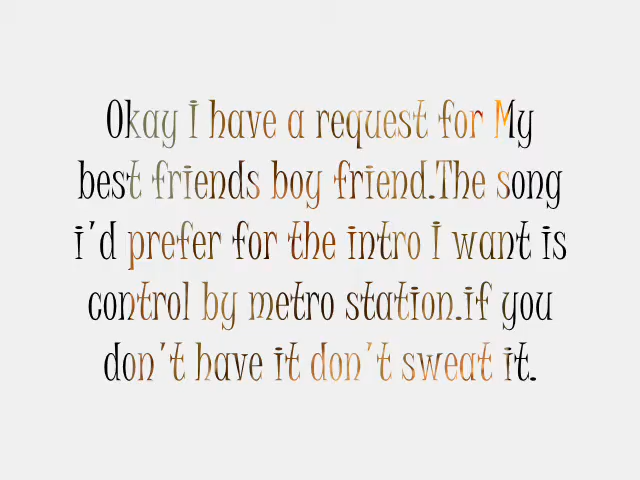 Okay I have a request for My
best friends boy friend.The song
i'd prefer for the intro I want is
control by metro station.if you
don't have it don't sweat it.